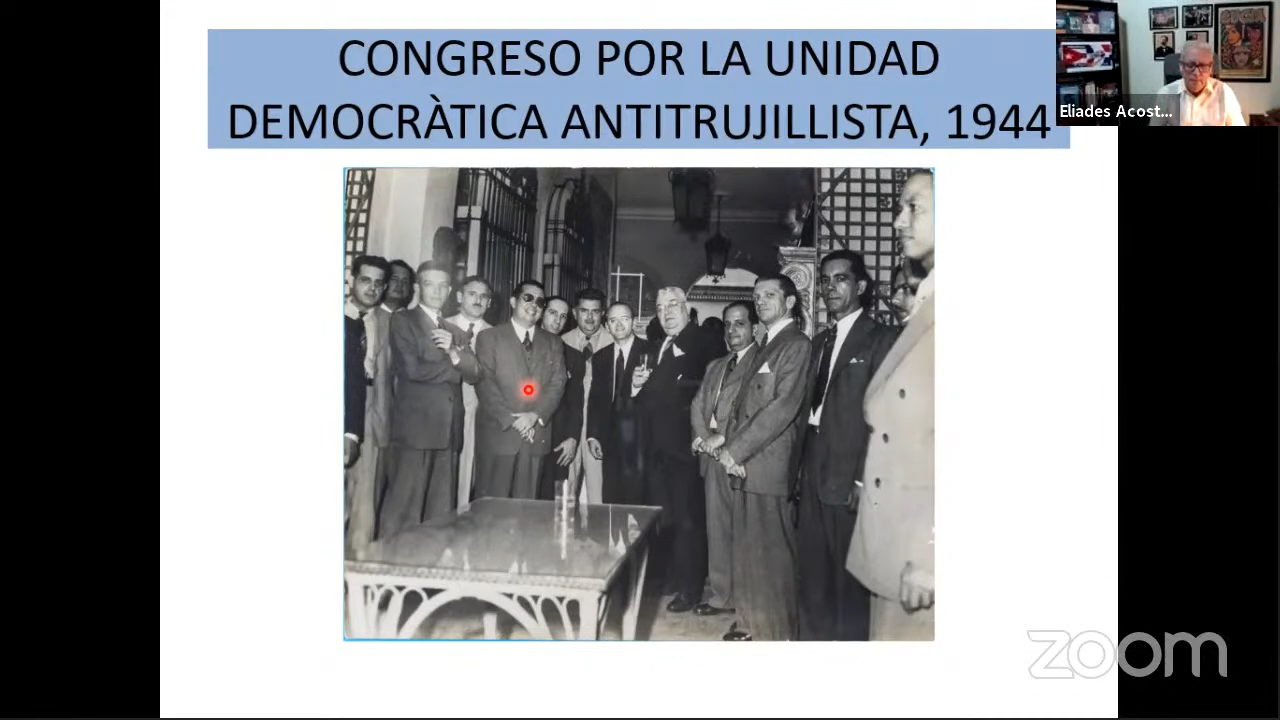 CONGRESO POR LA UNIDAD
DEMOCRÀTICA ANTITRUJILLISTA, 1944
Eliades Acost...
zoom